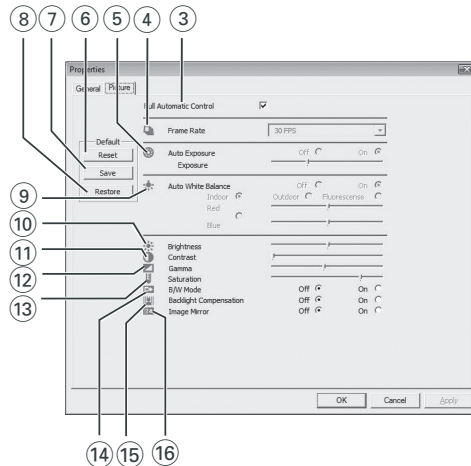 8 7 6 5 4 3
Properties
General Picture
Full Automatic Control
Frame Rate 30 FPS
Default
Reset
Save
Restore
Auto Exposure Off On
Exposure
9
Auto White Balance Off On
Indoor Outdoor Fluoresense
Red
Blue
10 Brightness
11 Contrast
12 Gamma
13 Saturation
B/W Mode Off On
Backlight Compensation Off On
Image Mirror Off On
OK Cancel Apply
14 15 16